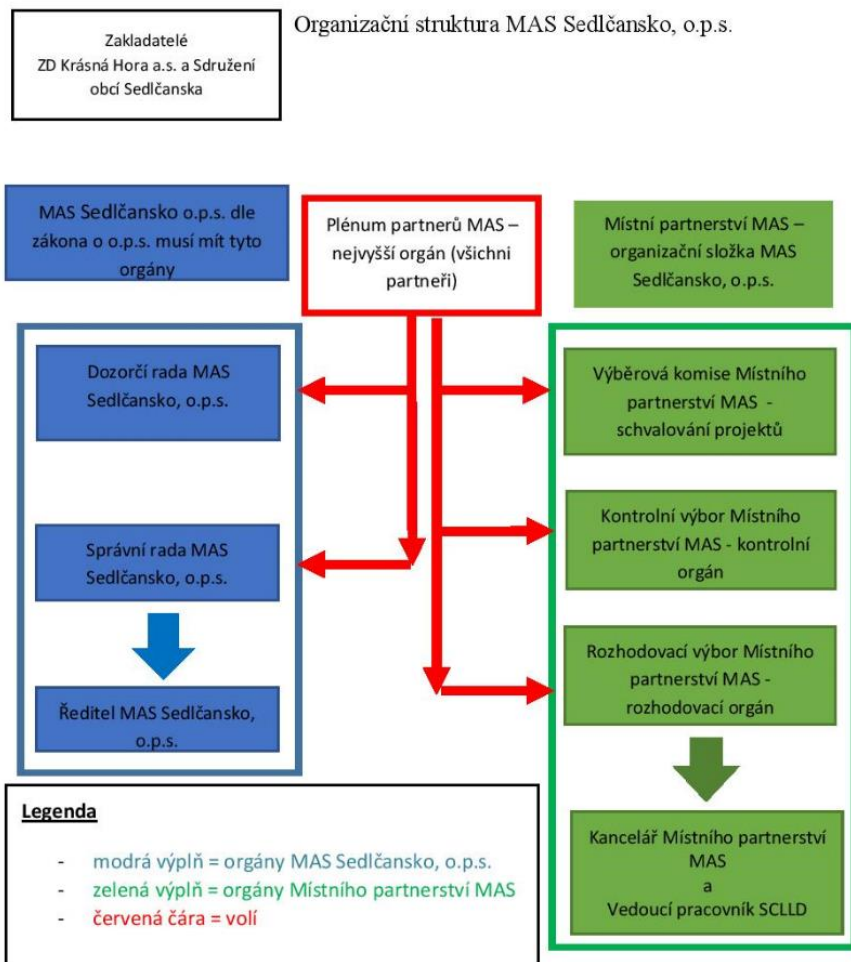 Organizační struktura MAS Sedlčansko, o.p.s.
Zakladatelé
ZD Krásná Hora a.s. a Sdružení
obcí Sedlčanska
MAS Sedlčansko o.p.s. dle
zákona o o.p.s. musí mít tyto
orgány
Plénum partnerů MAS –
nejvyšší orgán (všichni
partneři)
Místní partnerství MAS –
organizační složka MAS
Sedlčansko, o.p.s.
Dozorčí rada MAS
Sedlčansko, o.p.s.
Správní rada MAS
Sedlčansko, o.p.s.
Ředitel MAS Sedlčansko,
o.p.s.
Výběrová komise Místního
partnerství MAS -
schvalování projektů
Kontrolní výbor Místního
partnerství MAS - kontrolní
orgán
Rozhodovací výbor Místního
partnerství MAS -
rozhodovací orgán
Kancelář Místního partnerství
MAS
a
Vedoucí pracovník SCLLD
Legenda
- modrá výplň = orgány MAS Sedlčansko, o.p.s.
- zelená výplň = orgány Místního partnerství MAS
- červená čára = volí